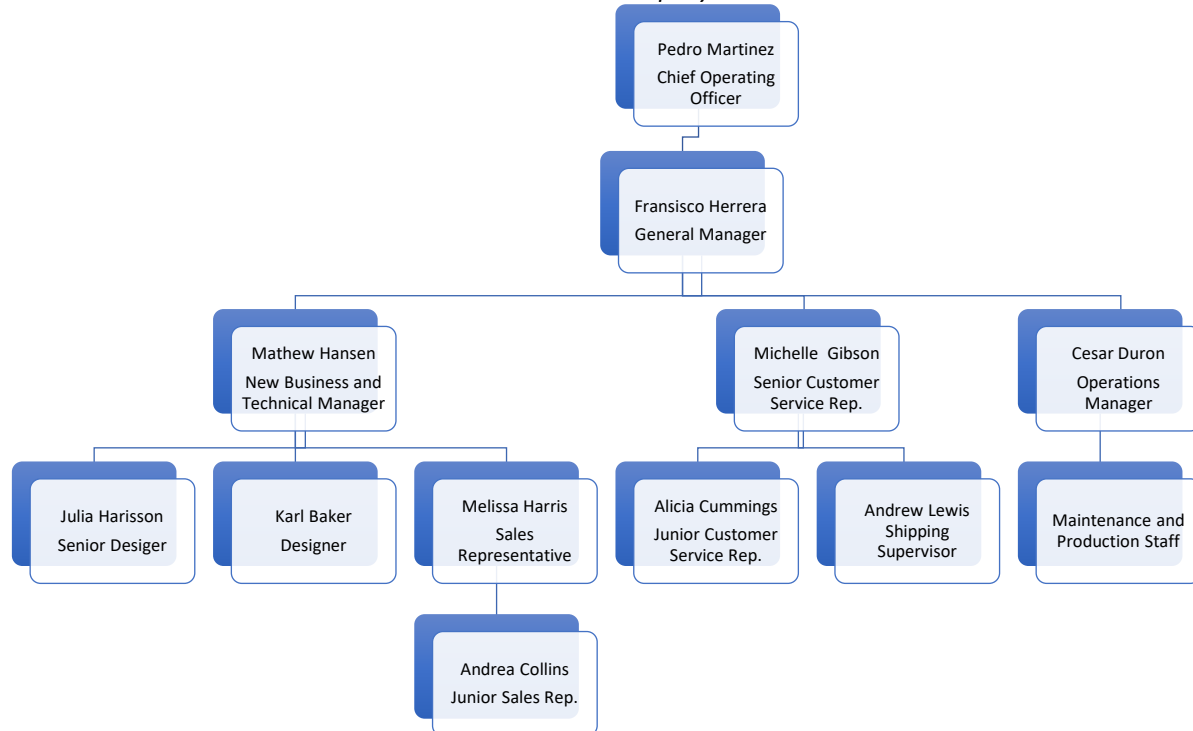 Pedro Martinez
Chief Operating
Officer
Fransisco Herrera
General Manager
Mathew Hansen
New Business and
Technical Manager
Michelle  Gibson
Senior Customer
Service Rep.
Cesar Duron
Operations
Manager
Julia Harisson
Senior Desiger
Karl Baker
Designer
Melissa Harris
Sales
Representative
Alicia Cummings
Junior Customer
Service Rep.
Andrew Lewis
Shipping
Supervisor
Maintenance and
Production Staff
Andrea Collins
Junior Sales Rep.